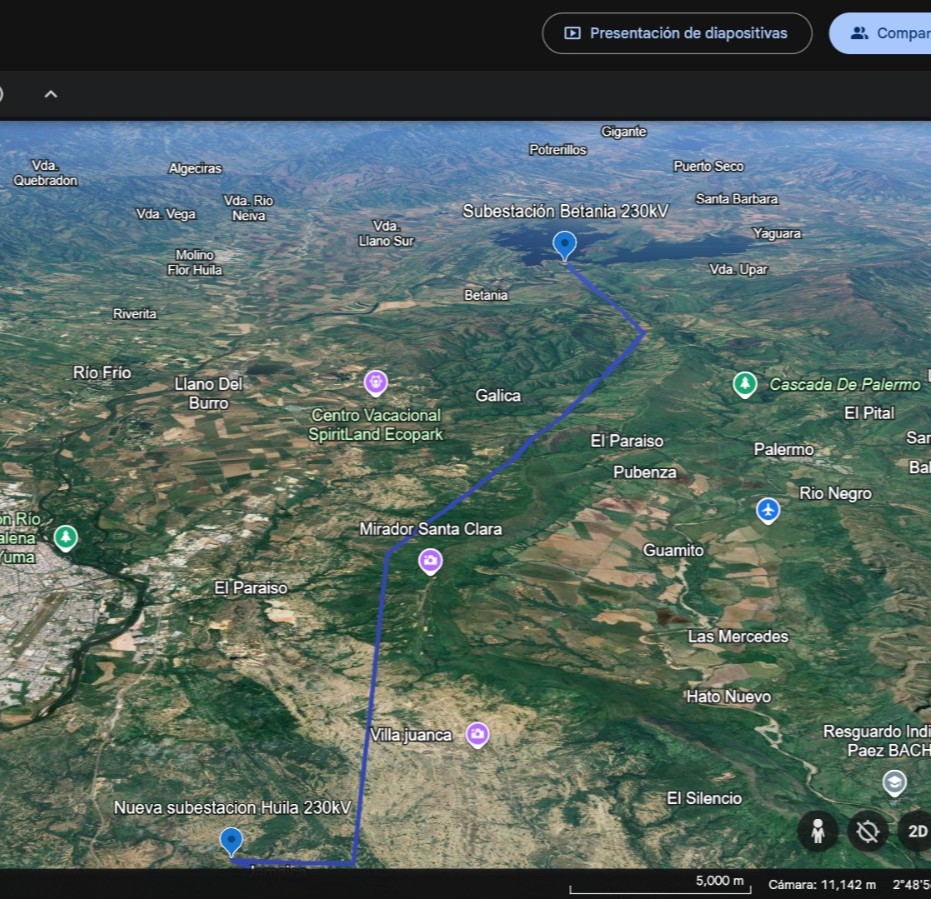 Presentación de diapositivas
Compar
Gigante
Potrerillos
Vda.
Quebradon
Algeciras
Puerto Seco
Vda. Vega
Vda. Rio
Neiva
Santa Barbara
Subestación Betania 230kV
Vda.
Llano Sur
Yaguara
Molino
Flor Huila
Vda. Upar
Betania
Riverita
Río Frío
Llano Del
Burro
Galica
Cascada De Palermo
Centro Vacacional
SpiritLand Ecopark
El Pital
El Paraiso
San
Palermo
Bal
Pubenza
Rio Negro
on Río
alena
Yuma
Mirador Santa Clara
Guamito
El Paraiso
Las Mercedes
Hato Nuevo
Villa juanca
Resguardo Indi
Paez BACH
El Silencio
Nueva subestacion Huila 230kV
2D
5,000 m
Cámara: 11,142 m
2°48'5